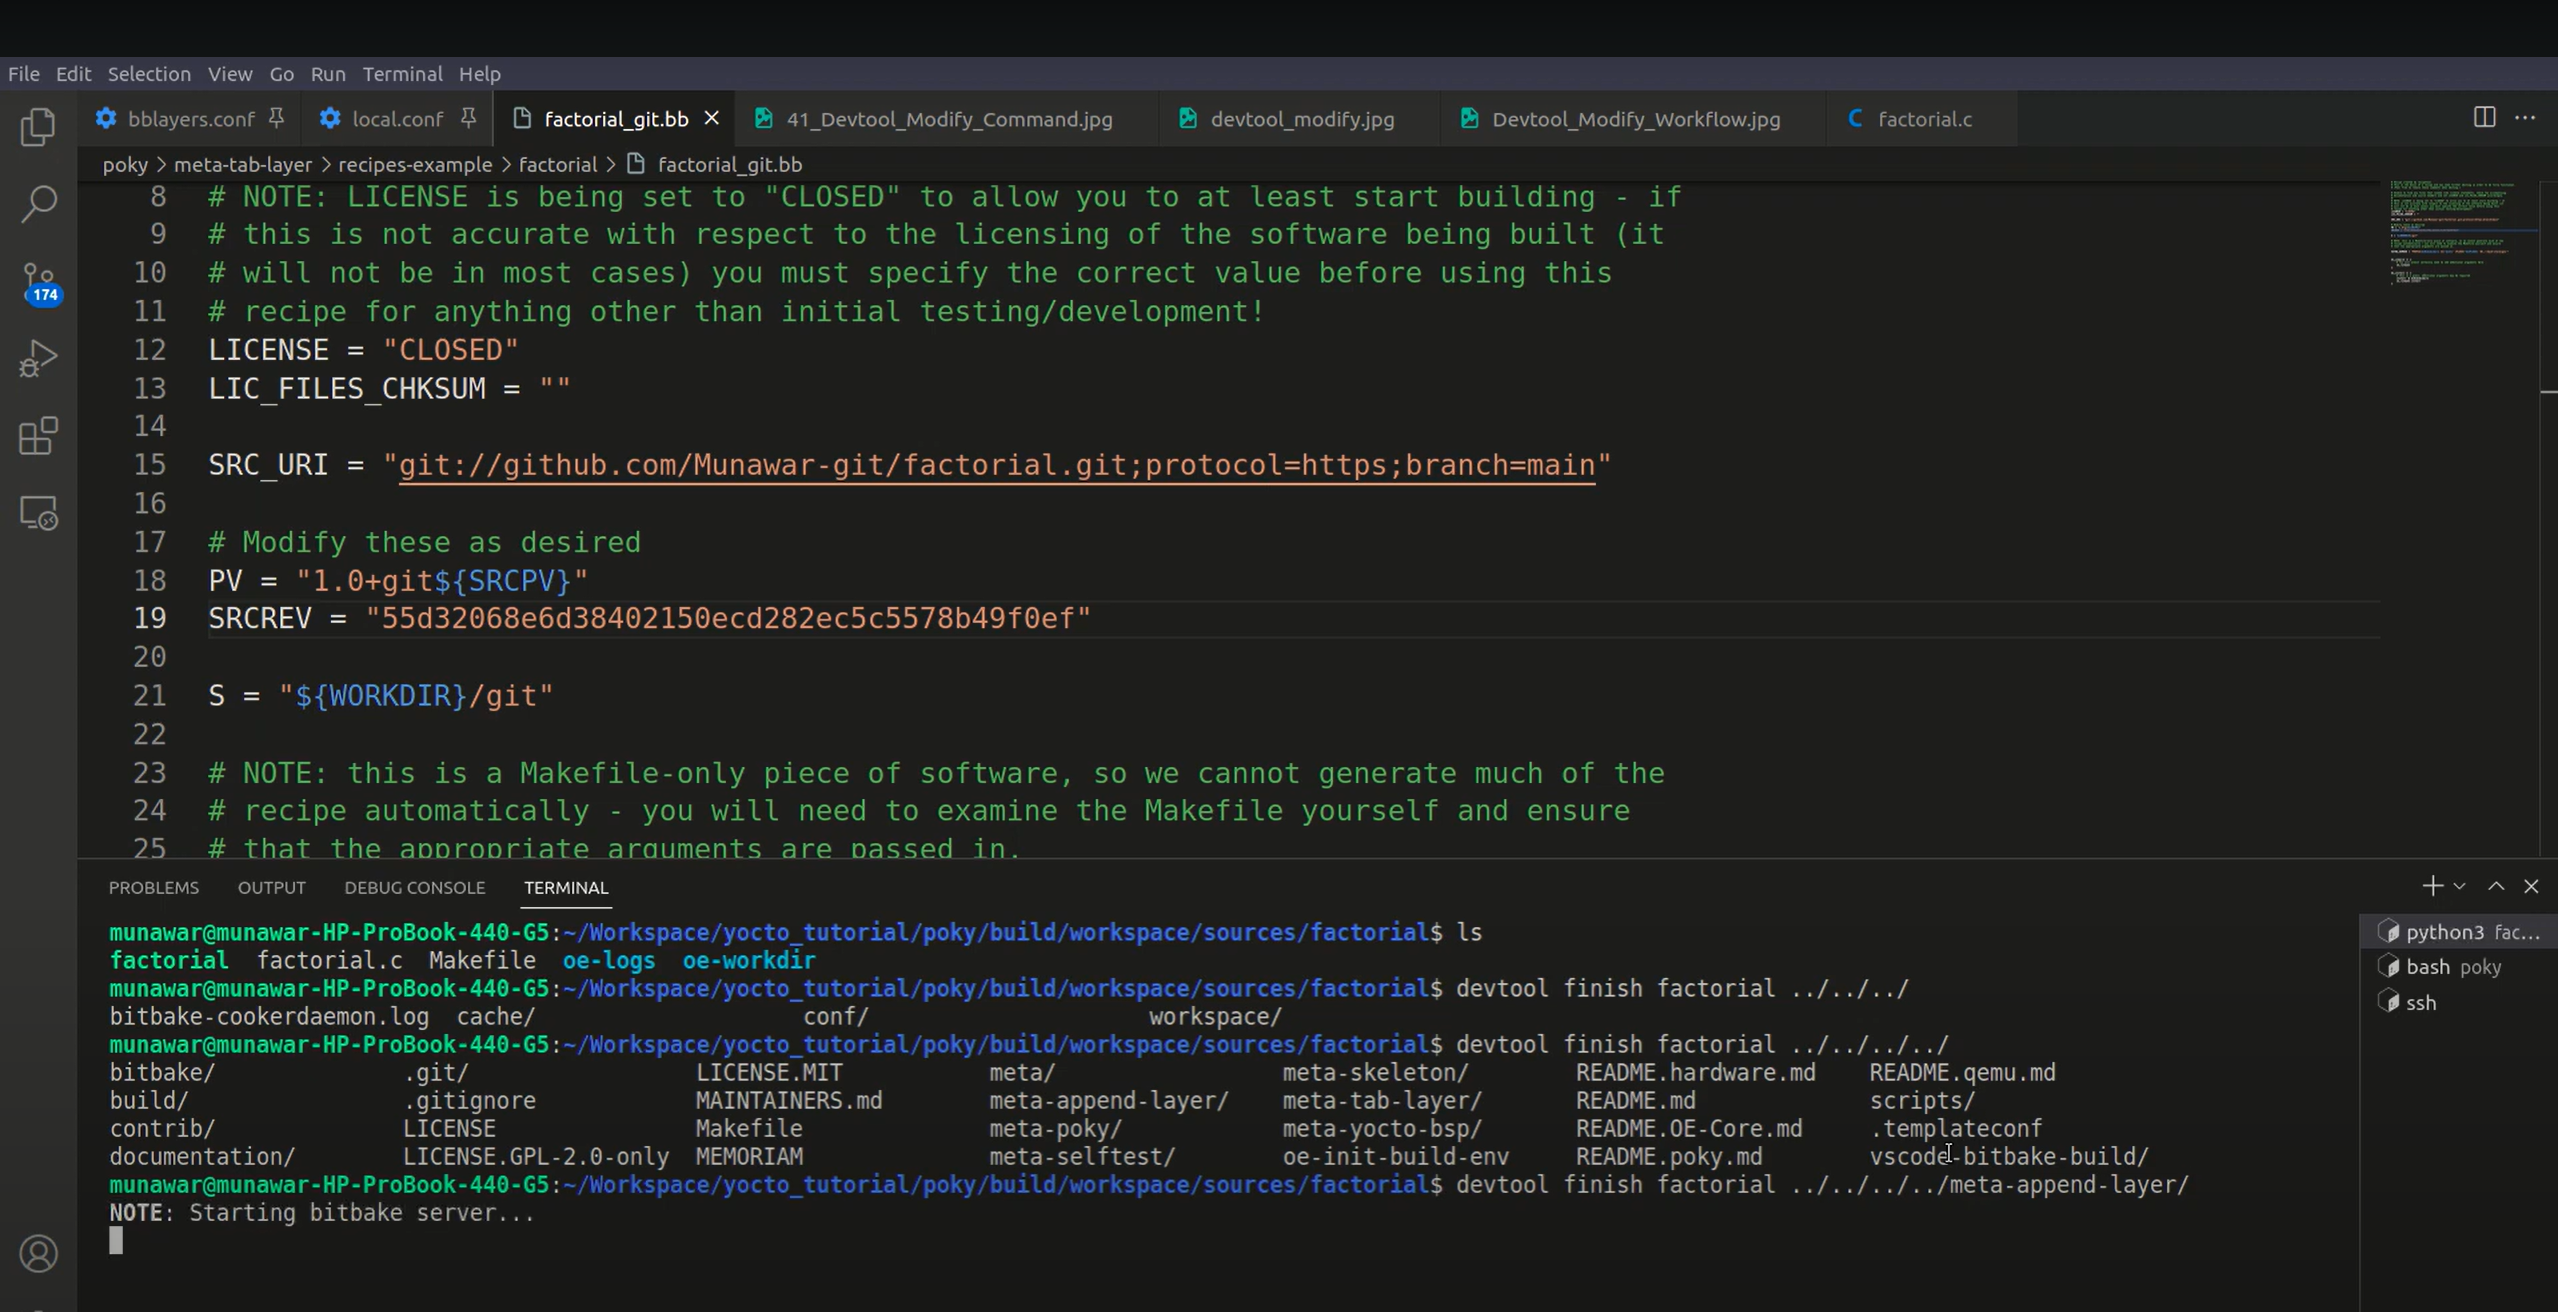 File Edit Selection View Go Run Terminal Help
bblayers.conf local.conf factorial_git.bb 41_Devtool_Modify_Command.jpg devtool_modify.jpg Devtool_Modify_Workflow.jpg C factorial.c
poky > meta-tab-layer > recipes-example > factorial > factorial_git.bb
8 # NOTE: LICENSE is being set to "CLOSED" to allow you to at least start building - if
9 # this is not accurate with respect to the licensing of the software being built (it
10 # will not be in most cases) you must specify the correct value before using this
11 # recipe for anything other than initial testing/development!
12 LICENSE = "CLOSED"
13 LIC_FILES_CHKSUM = ""
14
15 SRC_URI = "git://github.com/Munawar-git/factorial.git;protocol=https;branch=main"
16
17 # Modify these as desired
18 PV = "1.0+git${SRCPV}"
19 SRCREV = "55d32068e6d38402150ecd282ec5c5578b49f0ef"
20
21 S = "${WORKDIR}/git"
22
23 # NOTE: this is a Makefile-only piece of software, so we cannot generate much of the
24 # recipe automatically - you will need to examine the Makefile yourself and ensure
25 # that the appropriate arguments are passed in.
174
PROBLEMS OUTPUT DEBUG CONSOLE TERMINAL
munawar@munawar-HP-ProBook-440-G5:~/Workspace/yocto_tutorial/poky/build/workspace/sources/factorial$ ls
factorial factorial.c Makefile oe-logs oe-workdir
munawar@munawar-HP-ProBook-440-G5:~/Workspace/yocto_tutorial/poky/build/workspace/sources/factorial$ devtool finish factorial ../../../
bitbake-cookerdaemon.log cache/ conf/ workspace/
munawar@munawar-HP-ProBook-440-G5:~/Workspace/yocto_tutorial/poky/build/workspace/sources/factorial$ devtool finish factorial ../../../../
bitbake/ .git/ LICENSE.MIT meta/ meta-skeleton/ README.hardware.md README.qemu.md
build/ .gitignore MAINTAINERS.md meta-append-layer/ meta-tab-layer/ README.md scripts/
contrib/ LICENSE Makefile meta-poky/ meta-yocto-bsp/ README.OE-Core.md .templateconf
documentation/ LICENSE.GPL-2.0-only MEMORIAM meta-selftest/ oe-init-build-env README.poky.md vscode-bitbake-build/
munawar@munawar-HP-ProBook-440-G5:~/Workspace/yocto_tutorial/poky/build/workspace/sources/factorial$ devtool finish factorial ../../../../meta-append-layer/
NOTE: Starting bitbake server...
python3 fac...
bash poky
ssh